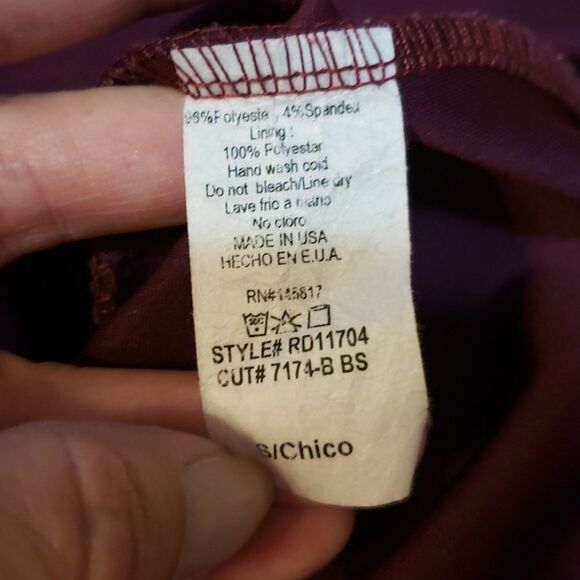 96%Polyester, 4%Spandex
Lining :
100% Polyester
Hand wash cold
Do not bleach/Line dry
Lave frio a mano
No cloro
MADE IN USA
HECHO EN E.U.A.
RN#145817
30C
STYLE# RD11704
CUT# 7174-B BS
S/Chico